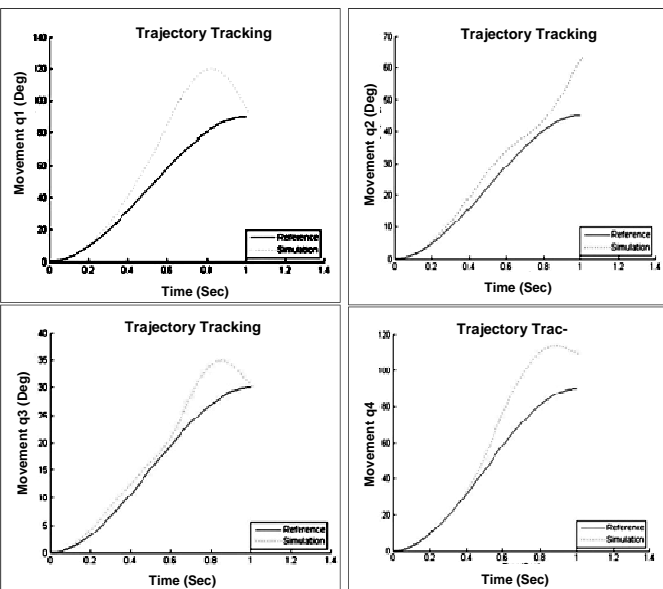 Trajectory Tracking
Movement q1 (Deg)
140
120
100
80
60
40
20
0
0 0.2 0.4 0.6 0.8 1 1.2 1.4
Reference
Simulation
Time (Sec)
Trajectory Tracking
Movement q2 (Deg)
70
60
50
40
30
20
10
0
0 0.2 0.4 0.6 0.8 1 1.2 1.4
Reference
Simulation
Time (Sec)
Trajectory Tracking
Movement q3 (Deg)
35
30
25
20
15
10
5
0
0 0.2 0.4 0.6 0.8 1 1.2 1.4
Reference
Simulation
Time (Sec)
Trajectory Trac-
Movement q4
120
100
80
60
40
20
0
0 0.2 0.4 0.6 0.8 1 1.2 1.4
Reference
Simulation
Time (Sec)